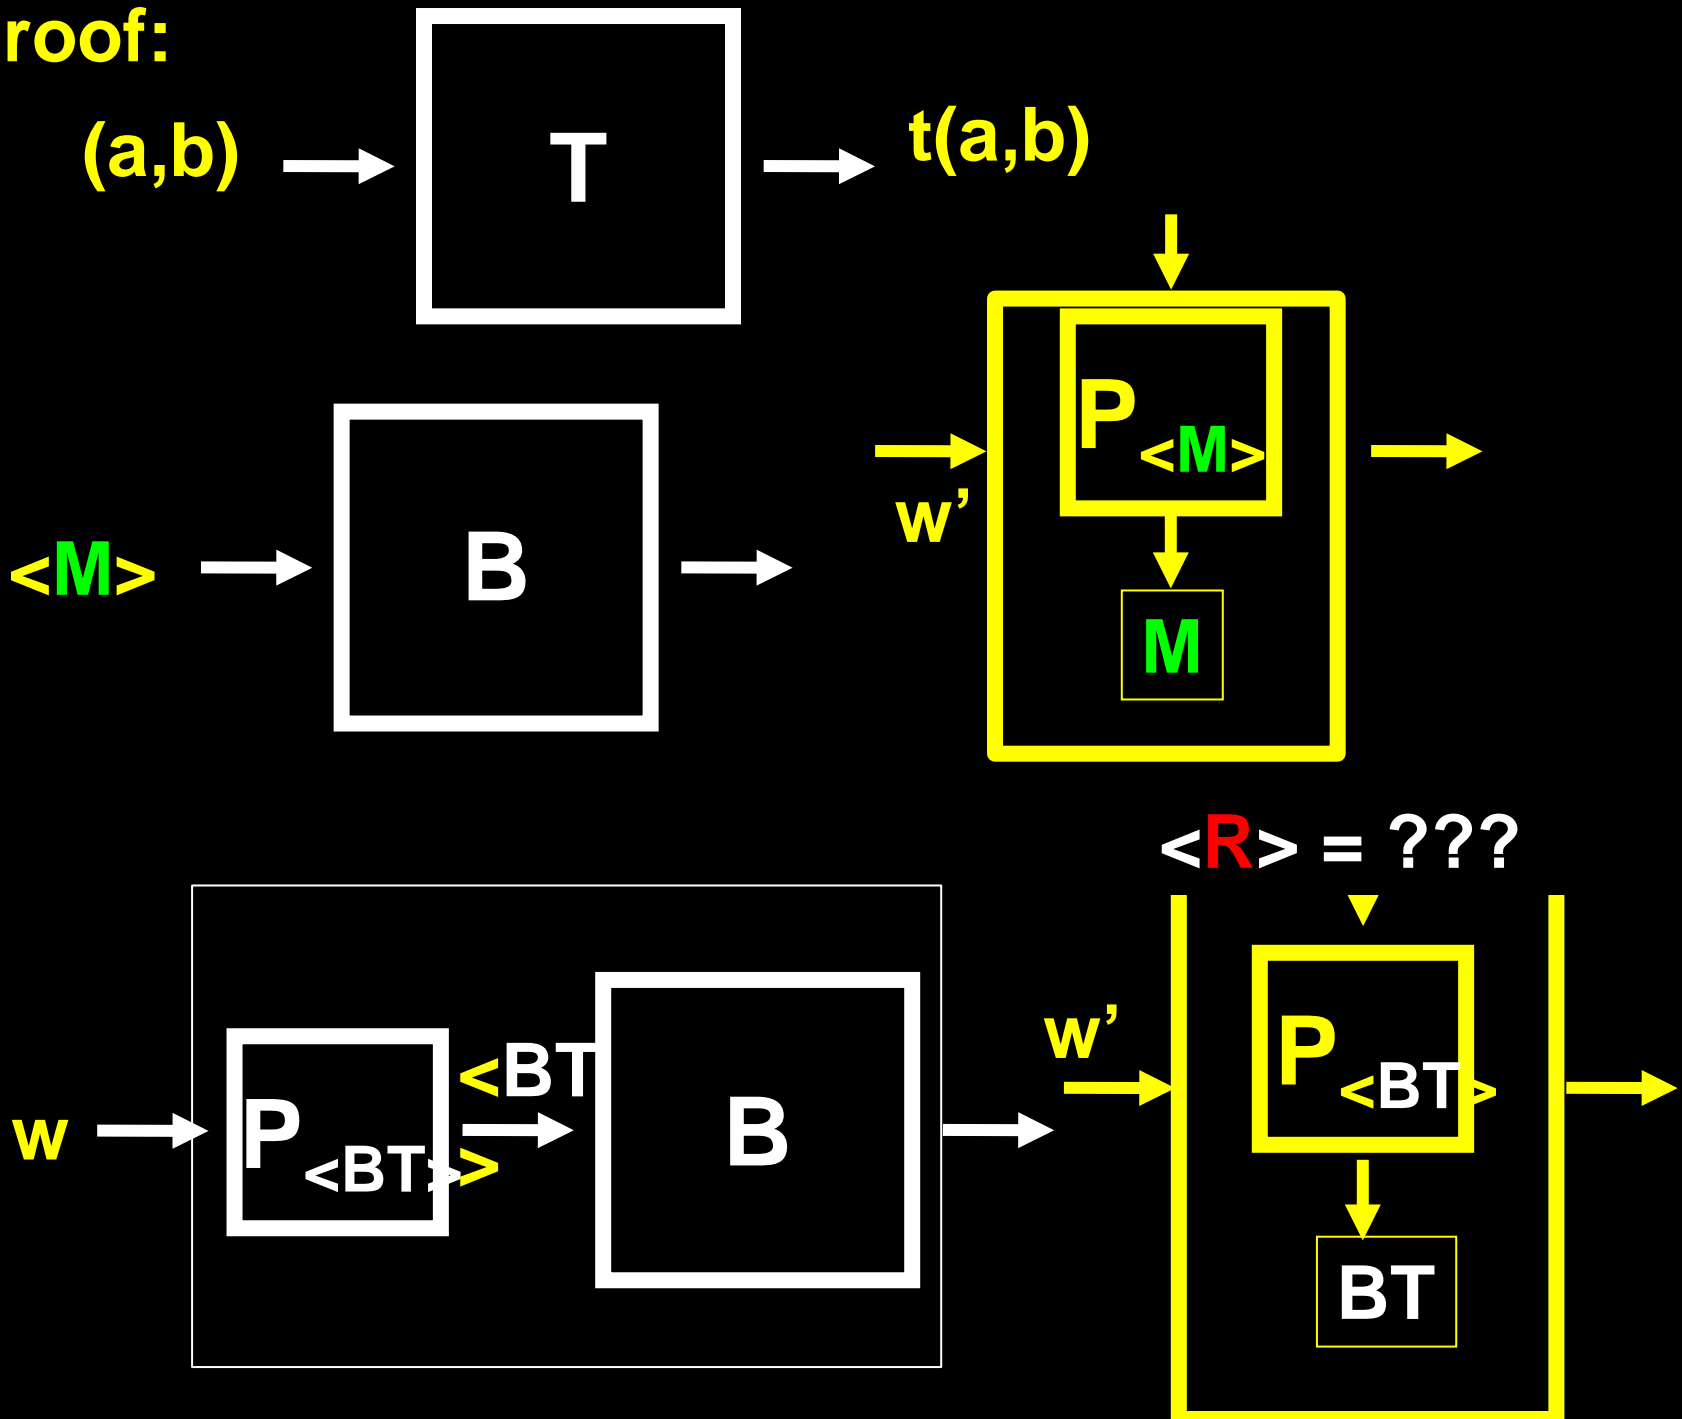 roof:
(a,b)
T
t(a,b)
P<M>
w’
<M>
B
M
<R> = ???
w
P<BT>
<BT
>
B
w’
P<BT>
BT